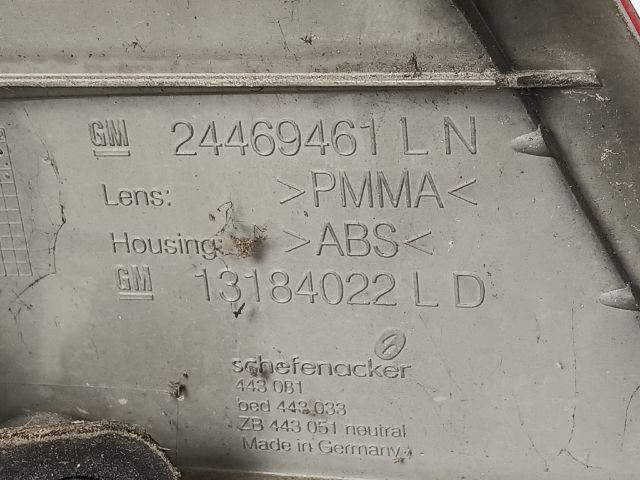 GM 24469461 L N
Lens: >PMMA<
Housing: >ABS<
GM 13184022 L D
8
schefenacker
443 081
bed 443 033
ZB 443 051 neutral
Made in Germany